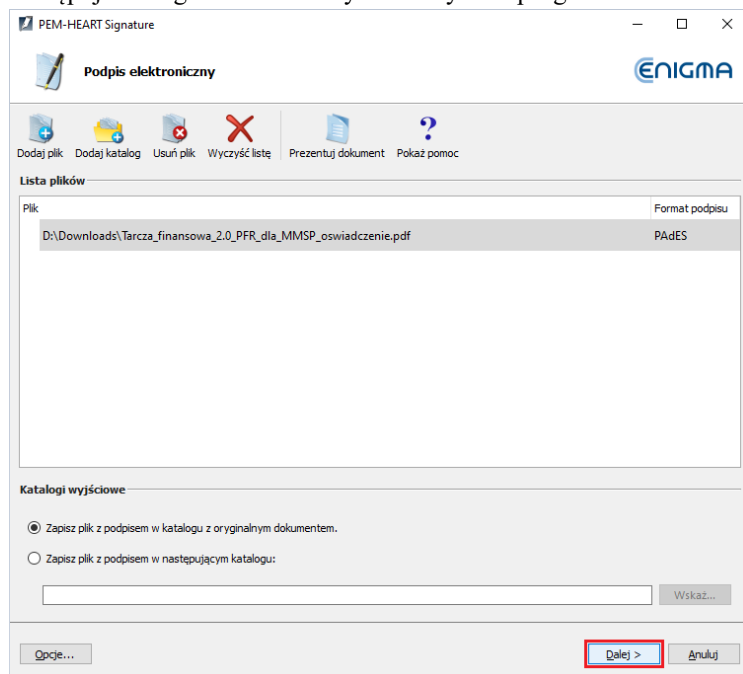 PEM-HEART Signature
Podpis elektroniczny
ENIGMA
Dodaj plik Dodaj katalog Usuń plik Wyczyść listę Prezentuj dokument Pokaż pomoc
Lista plików
Plik Format podpisu
D:\Downloads\Tarcza_finansowa_2.0_PFR_dla_MMSP_oswiadczenie.pdf PAdES
Katalogi wyjściowe
Zapisz plik z podpisem w katalogu z oryginalnym dokumentem.
Zapisz plik z podpisem w następującym katalogu:
Wskaż...
Opcje... Dalej > Anuluj